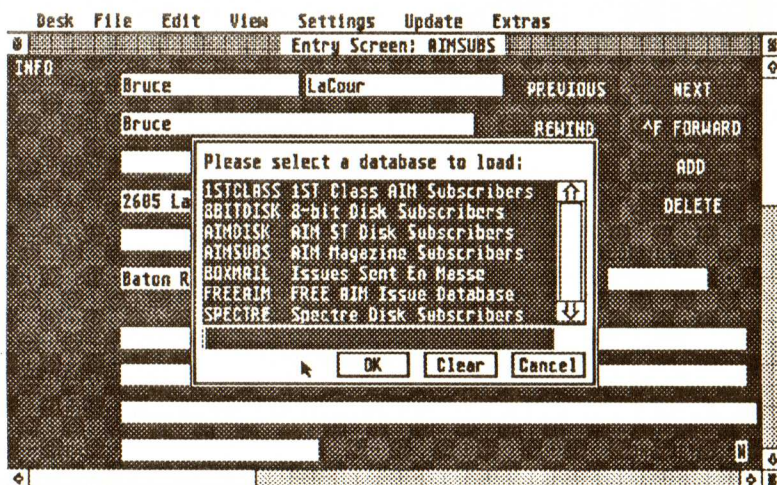 Desk File Edit View Settings Update Extras
Entry Screen: AIMSUBS
INFO
Bruce LaCour PREVIOUS NEXT
Bruce REWIND ^F FORWARD
ADD
2605 La DELETE
Baton R
Please select a database to load:
1STCLASS 1ST Class AIM Subscribers
8BITDISK 8-bit Disk Subscribers
AIMDISK AIM ST Disk Subscribers
AIMSUBS AIM Magazine Subscribers
BOXMAIL Issues Sent En Masse
FREEAIM FREE AIM Issue Database
SPECTRE Spectre Disk Subscribers
OK Clear Cancel
N